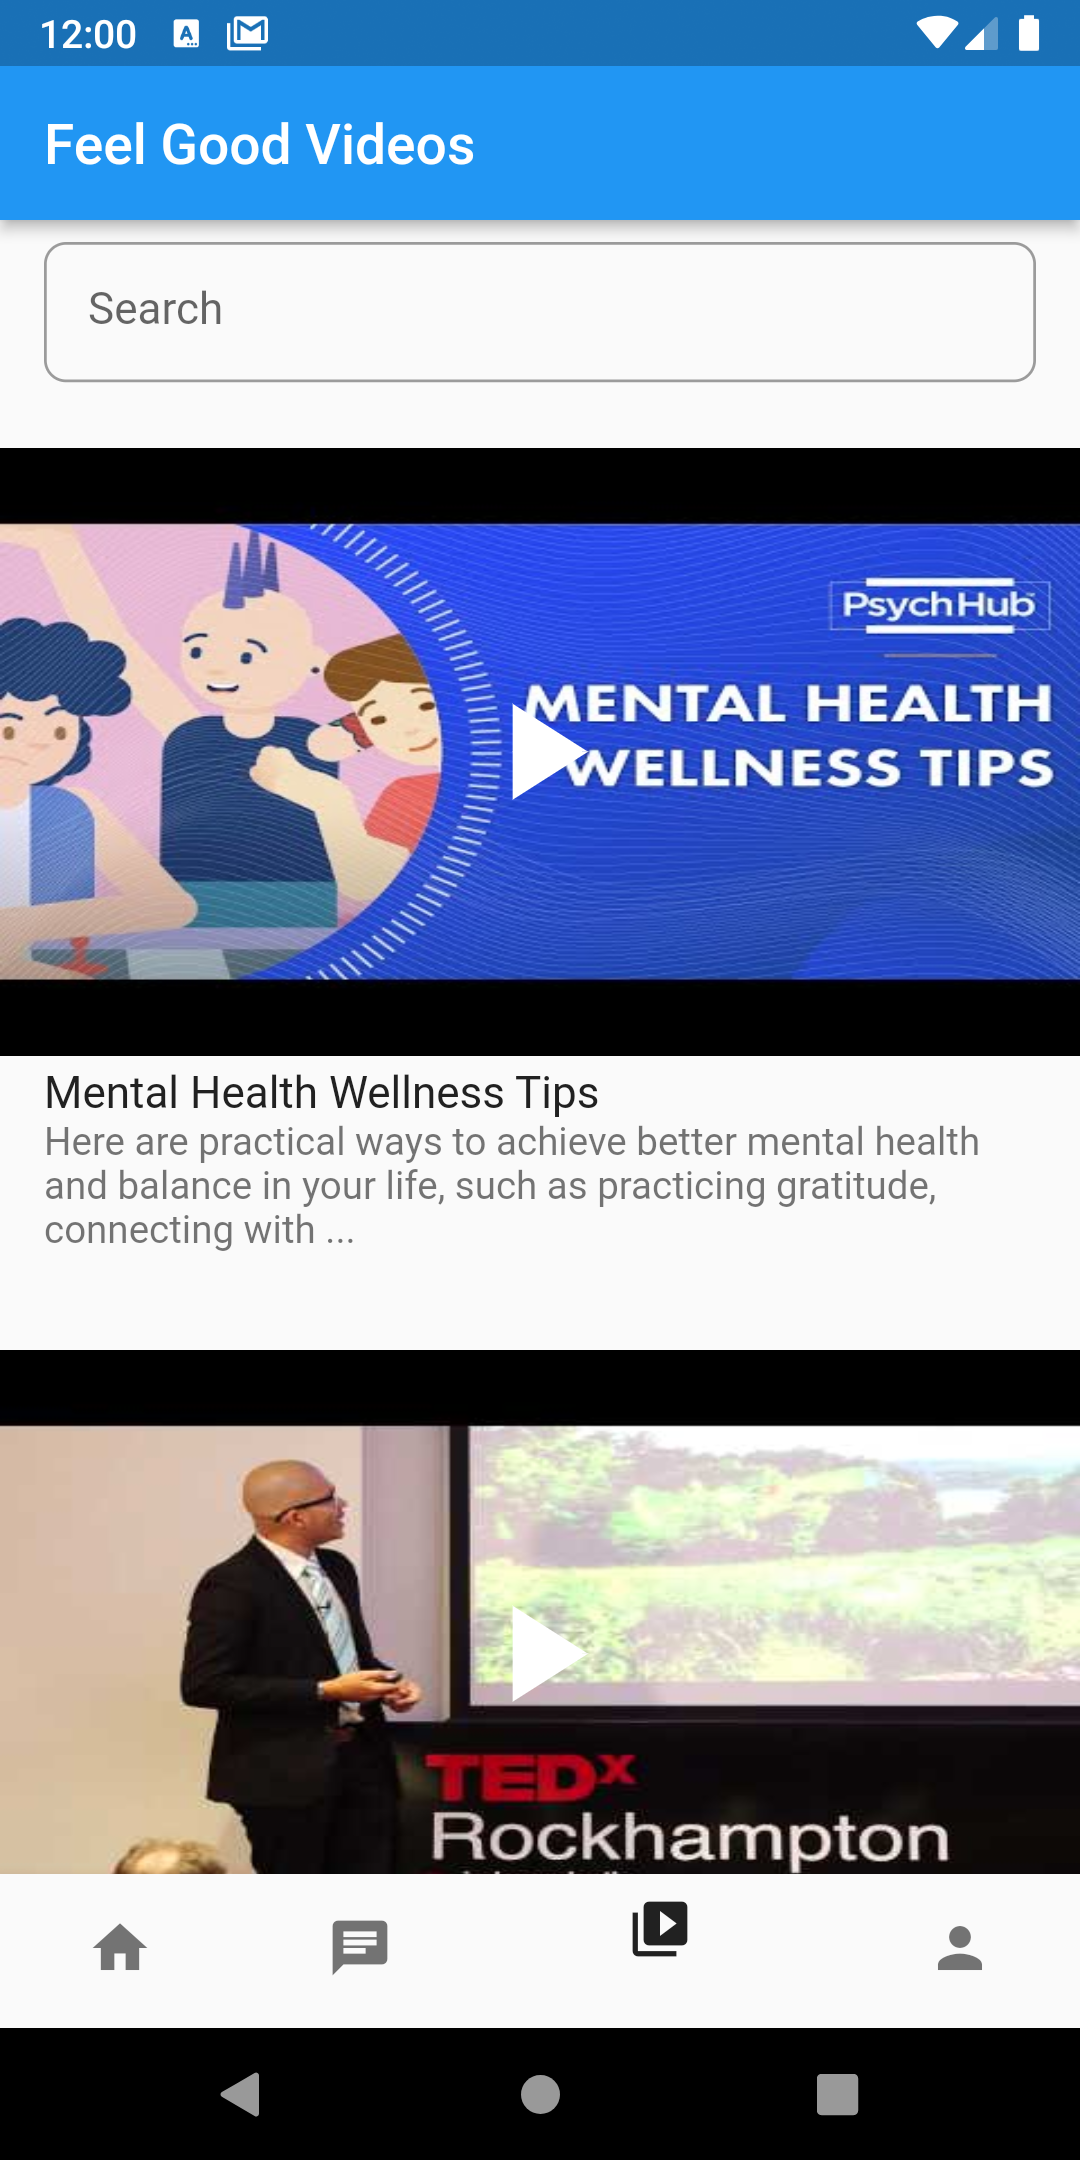 12:00
Feel Good Videos
Search
PsychHub
MENTAL HEALTH
WELLNESS TIPS
Mental Health Wellness Tips
Here are practical ways to achieve better mental health
and balance in your life, such as practicing gratitude,
connecting with ...
TEDx
Rockhampton